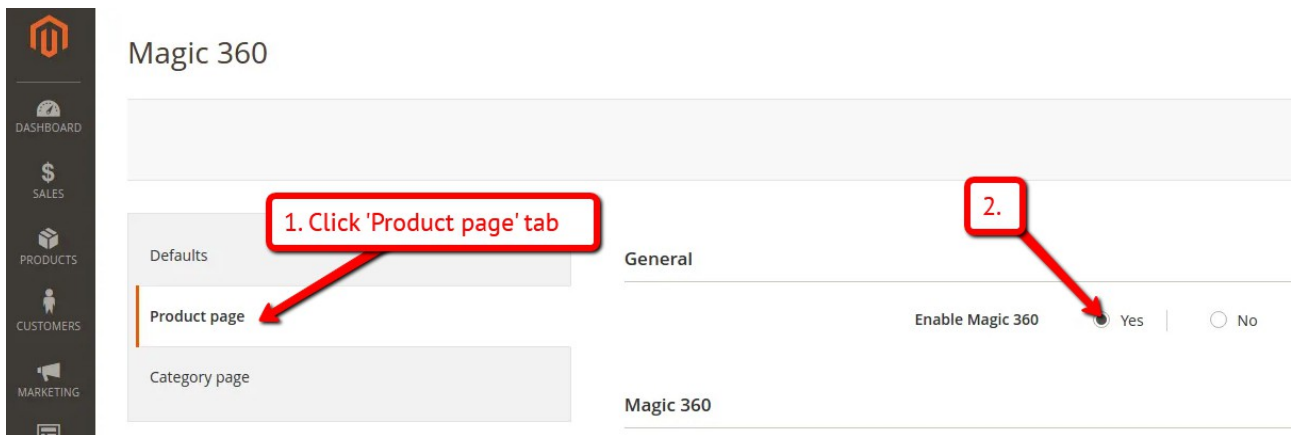 Magic 360
DASHBOARD
$
SALES
PRODUCTS
CUSTOMERS
MARKETING
1. Click 'Product page' tab
Defaults
Product page
Category page
2.
General
Enable Magic 360 Yes No
Magic 360